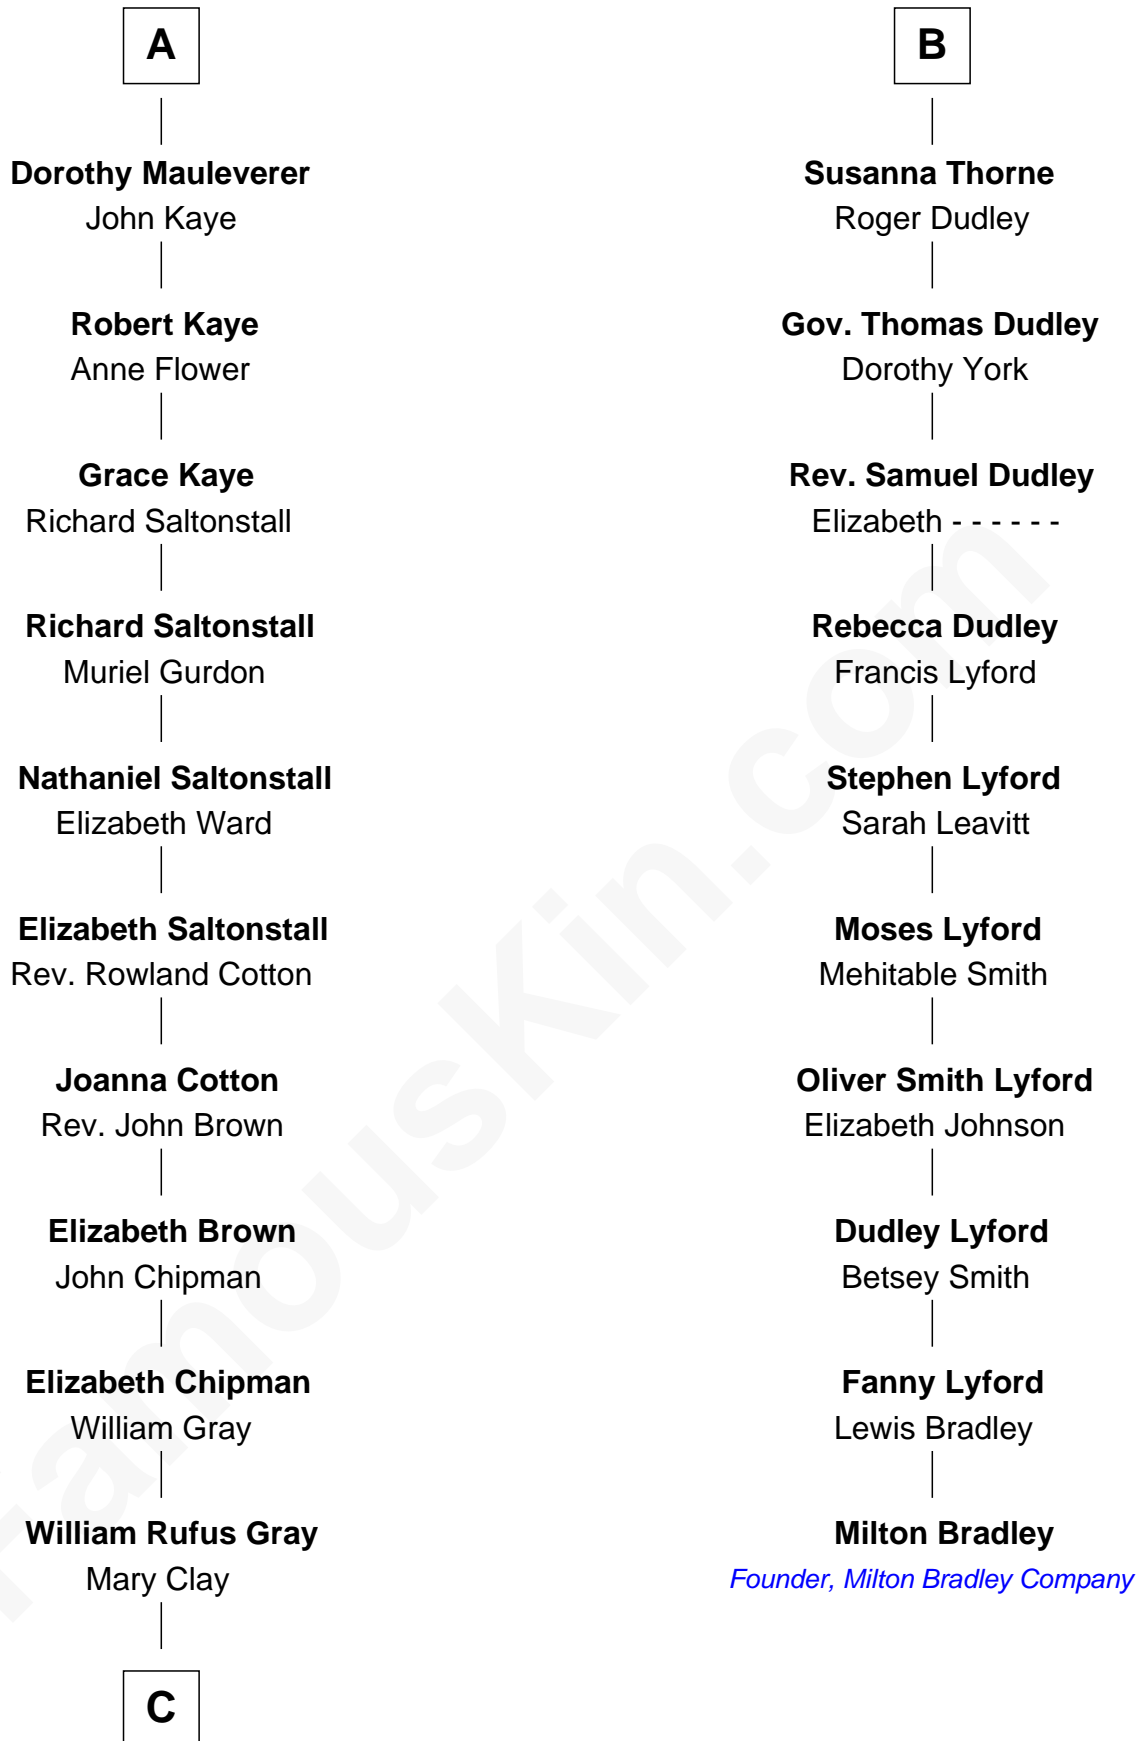 A
Dorothy Mauleverer
John Kaye
Robert Kaye
Anne Flower
Grace Kaye
Richard Saltonstall
Richard Saltonstall
Muriel Gurdon
Nathaniel Saltonstall
Elizabeth Ward
Elizabeth Saltonstall
Rev. Rowland Cotton
Joanna Cotton
Rev. John Brown
Elizabeth Brown
John Chipman
Elizabeth Chipman
William Gray
William Rufus Gray
Mary Clay
C
B
Susanna Thorne
Roger Dudley
Gov. Thomas Dudley
Dorothy York
Rev. Samuel Dudley
Elizabeth - - - - - -
Rebecca Dudley
Francis Lyford
Stephen Lyford
Sarah Leavitt
Moses Lyford
Mehitable Smith
Oliver Smith Lyford
Elizabeth Johnson
Dudley Lyford
Betsey Smith
Fanny Lyford
Lewis Bradley
Milton Bradley
Founder, Milton Bradley Company
FamousKin.com